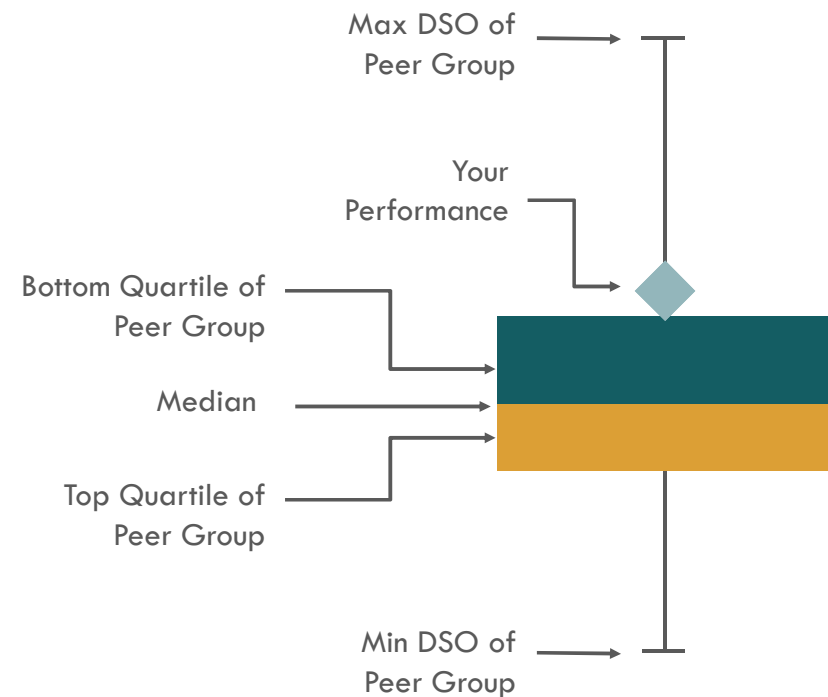 Max DSO of
Peer Group
Your
Performance
Bottom Quartile of
Peer Group
Median
Top Quartile of
Peer Group
Min DSO of
Peer Group